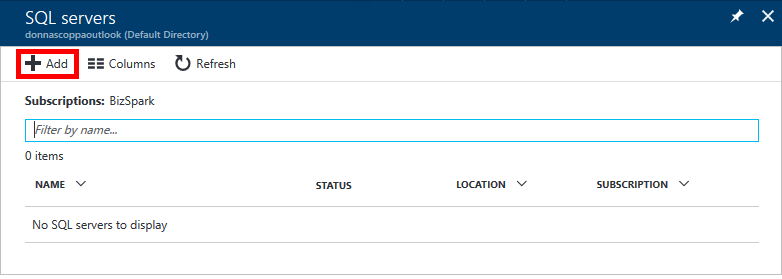 SQL servers
donnascoppaoutlook (Default Directory)
Add Columns Refresh
Subscriptions: BizSpark
Filter by name...
0 items
NAME STATUS LOCATION SUBSCRIPTION
No SQL servers to display